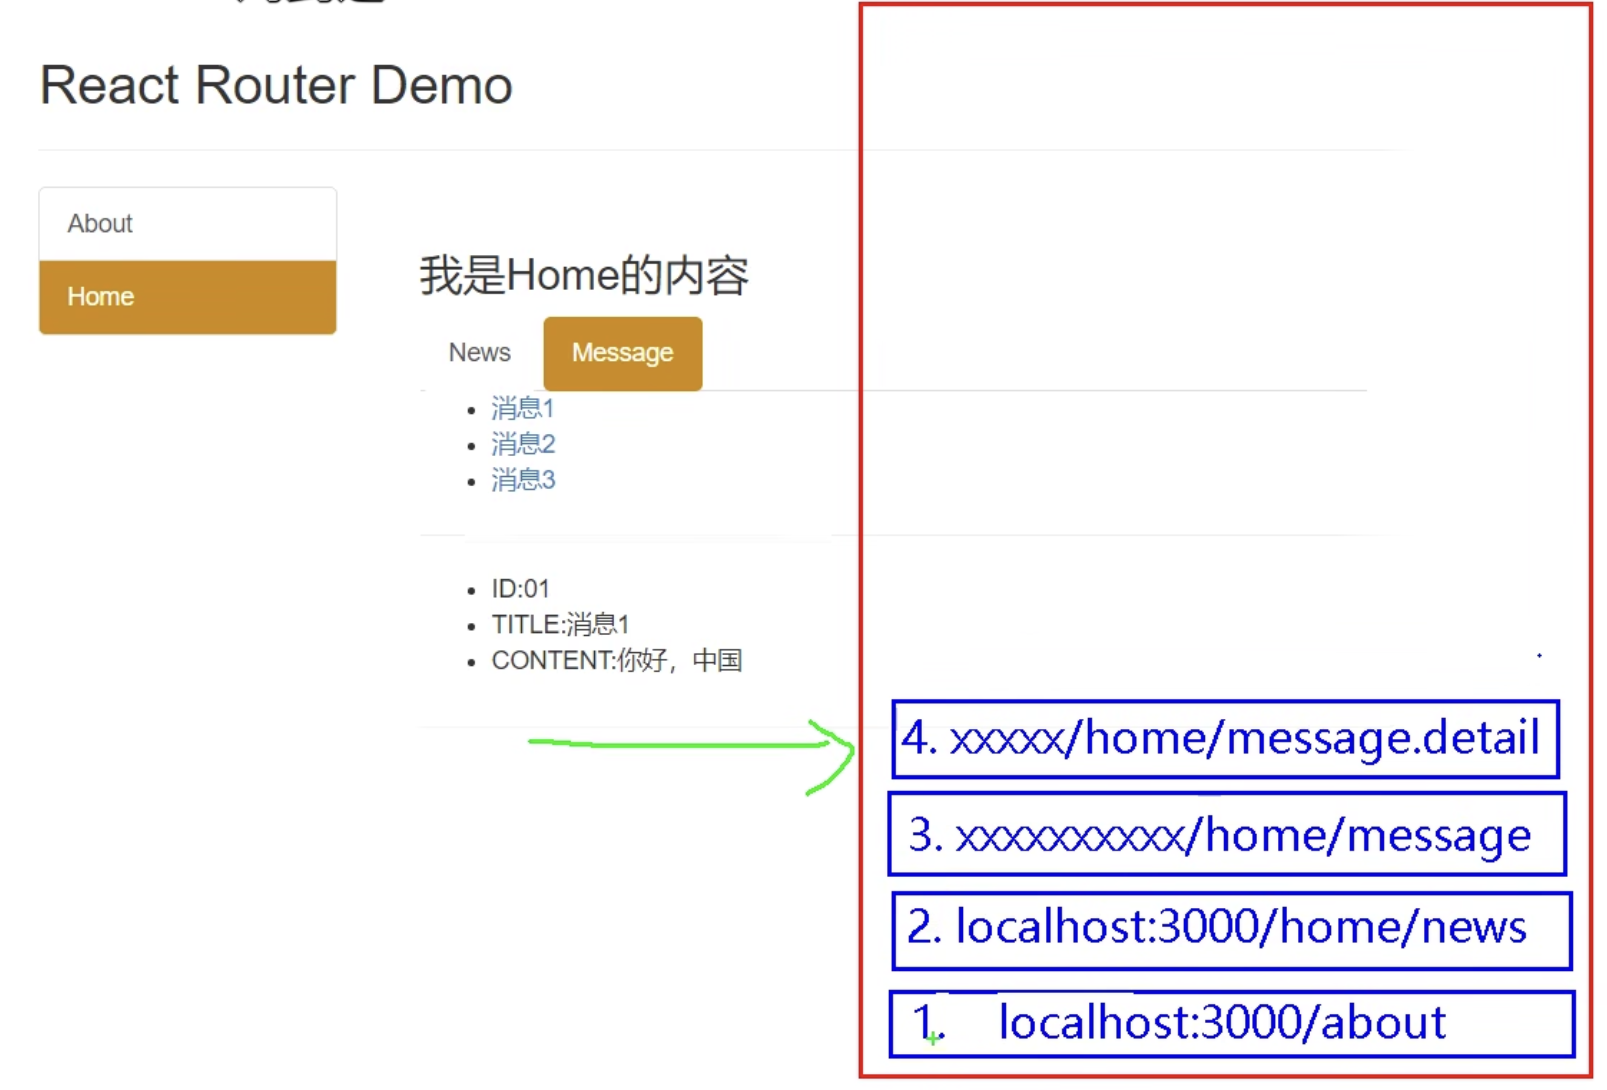 React Router Demo
About
Home
我是Home的内容
News
Message
消息1
消息2
消息3
ID:01
TITLE:消息1
CONTENT:你好，中国
4. xxxxx/home/message.detail
3. xxxxxxxxxx/home/message
2. localhost:3000/home/news
1. localhost:3000/about